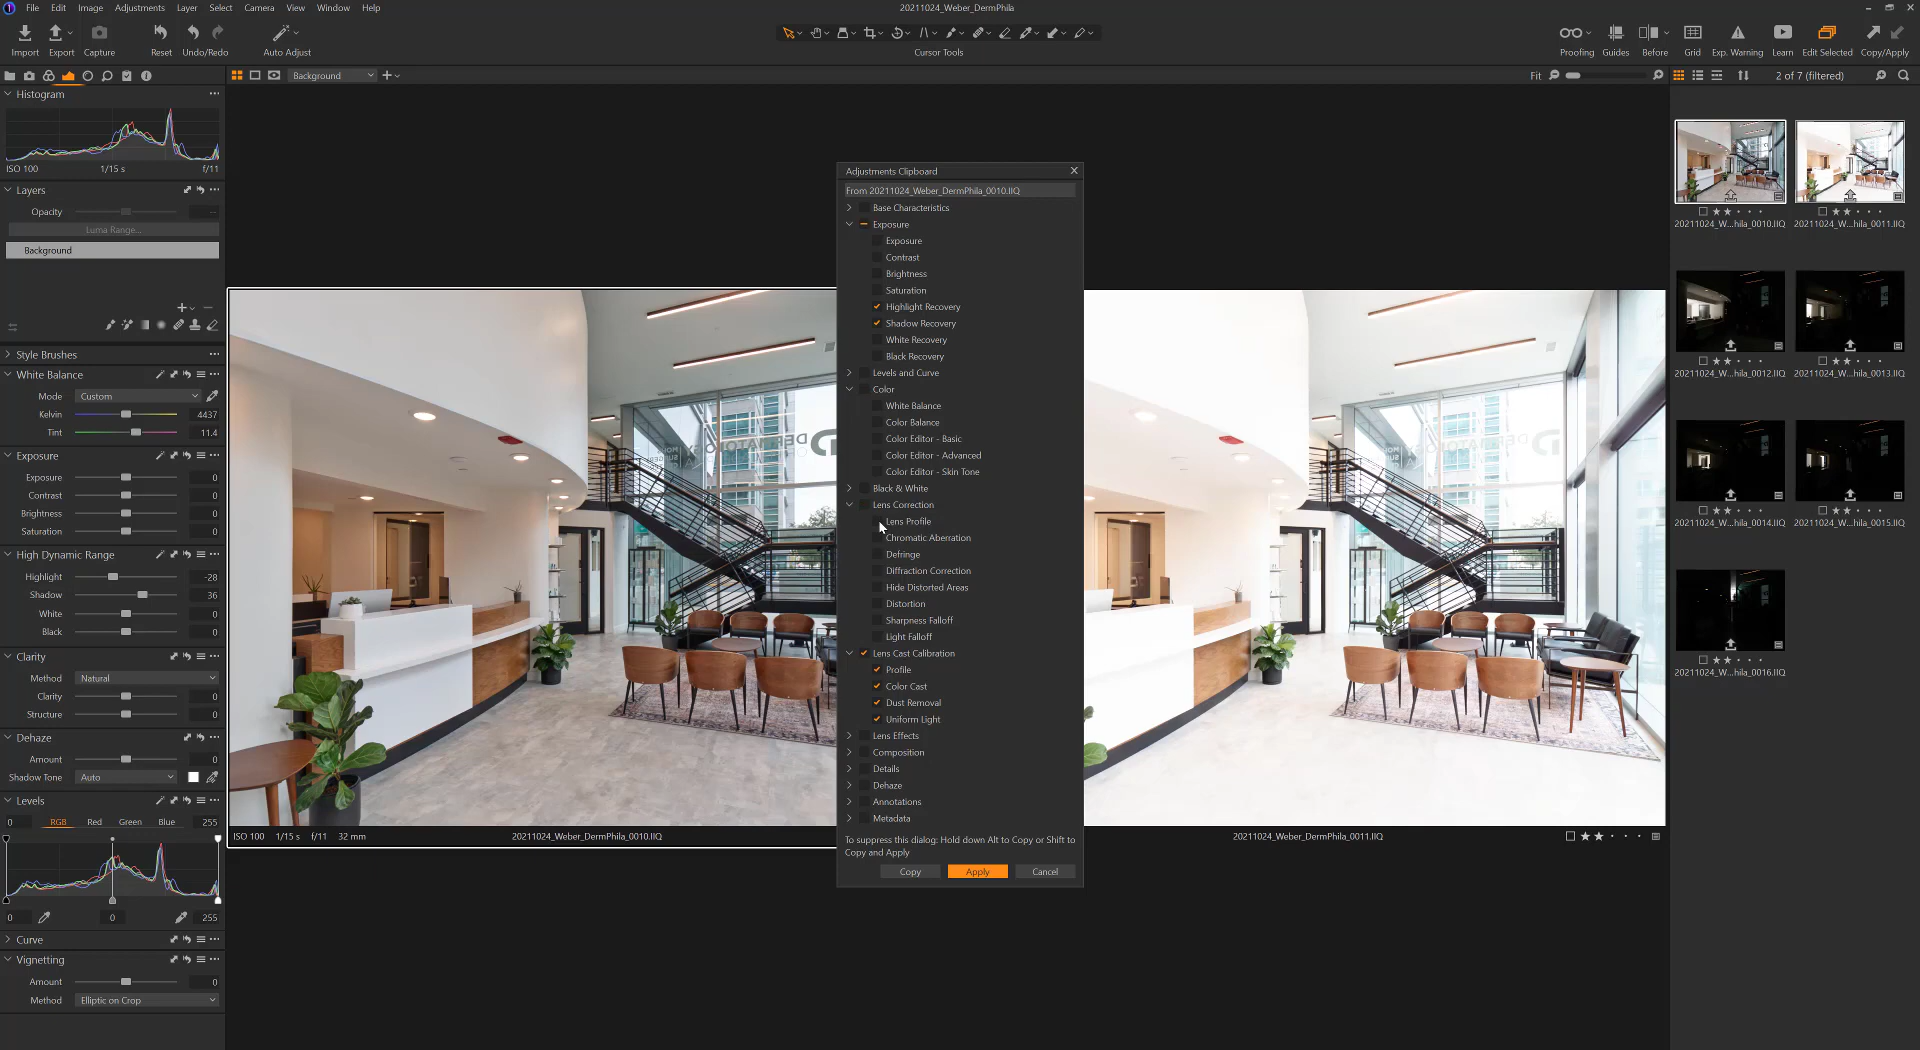 File Edit Image Adjustments Layer Select Camera View Window Help
20211024_Weber_DermPhila
Import Export Capture Reset Undo/Redo Auto Adjust
Cursor Tools
Proofing Guides Before Grid Exp. Warning Learn Edit Selected Copy/Apply
Background
Fit
2 of 7 (filtered)
Histogram
ISO 100 1/15 s f/11
Layers
Opacity --
Luma Range...
Background
Style Brushes
White Balance
Mode Custom
Kelvin 4437
Tint 11.4
Exposure
Exposure 0
Contrast 0
Brightness 0
Saturation 0
High Dynamic Range
Highlight -28
Shadow 36
White 0
Black 0
Clarity
Method Natural
Clarity 0
Structure 0
Dehaze
Amount 0
Shadow Tone Auto
Levels
0 RGB Red Green Blue 255
0 0 255
Curve
Vignetting
Amount 0
Method Elliptic on Crop
ISO 100 1/15 s f/11 32 mm
20211024_Weber_DermPhila_0010.IIQ
Adjustments Clipboard
From 20211024_Weber_DermPhila_0010.IIQ
Base Characteristics
Exposure
Exposure
Contrast
Brightness
Saturation
Highlight Recovery
Shadow Recovery
White Recovery
Black Recovery
Levels and Curve
Color
White Balance
Color Balance
Color Editor - Basic
Color Editor - Advanced
Color Editor - Skin Tone
Black & White
Lens Correction
Lens Profile
Chromatic Aberration
Defringe
Diffraction Correction
Hide Distorted Areas
Distortion
Sharpness Falloff
Light Falloff
Lens Cast Calibration
Profile
Color Cast
Dust Removal
Uniform Light
Lens Effects
Composition
Details
Dehaze
Annotations
Metadata
To suppress this dialog: Hold down Alt to Copy or Shift to
Copy and Apply
Copy Apply Cancel
20211024_Weber_DermPhila_0011.IIQ
20211024_W...hila_0010.IIQ
20211024_W...hila_0011.IIQ
20211024_W...hila_0012.IIQ
20211024_W...hila_0013.IIQ
20211024_W...hila_0014.IIQ
20211024_W...hila_0015.IIQ
20211024_W...hila_0016.IIQ